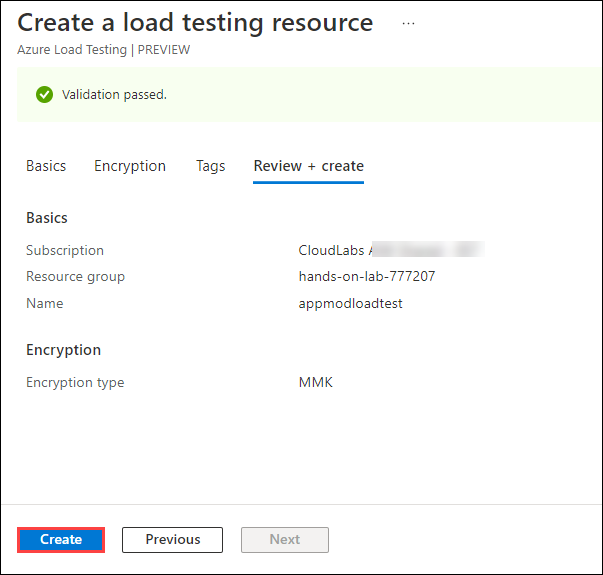 Create a load testing resource ...
Azure Load Testing | PREVIEW
Validation passed.
Basics Encryption Tags Review + create
Basics
Subscription CloudLabs
Resource group hands-on-lab-777207
Name appmodloadtest
Encryption
Encryption type MMK
Create Previous Next